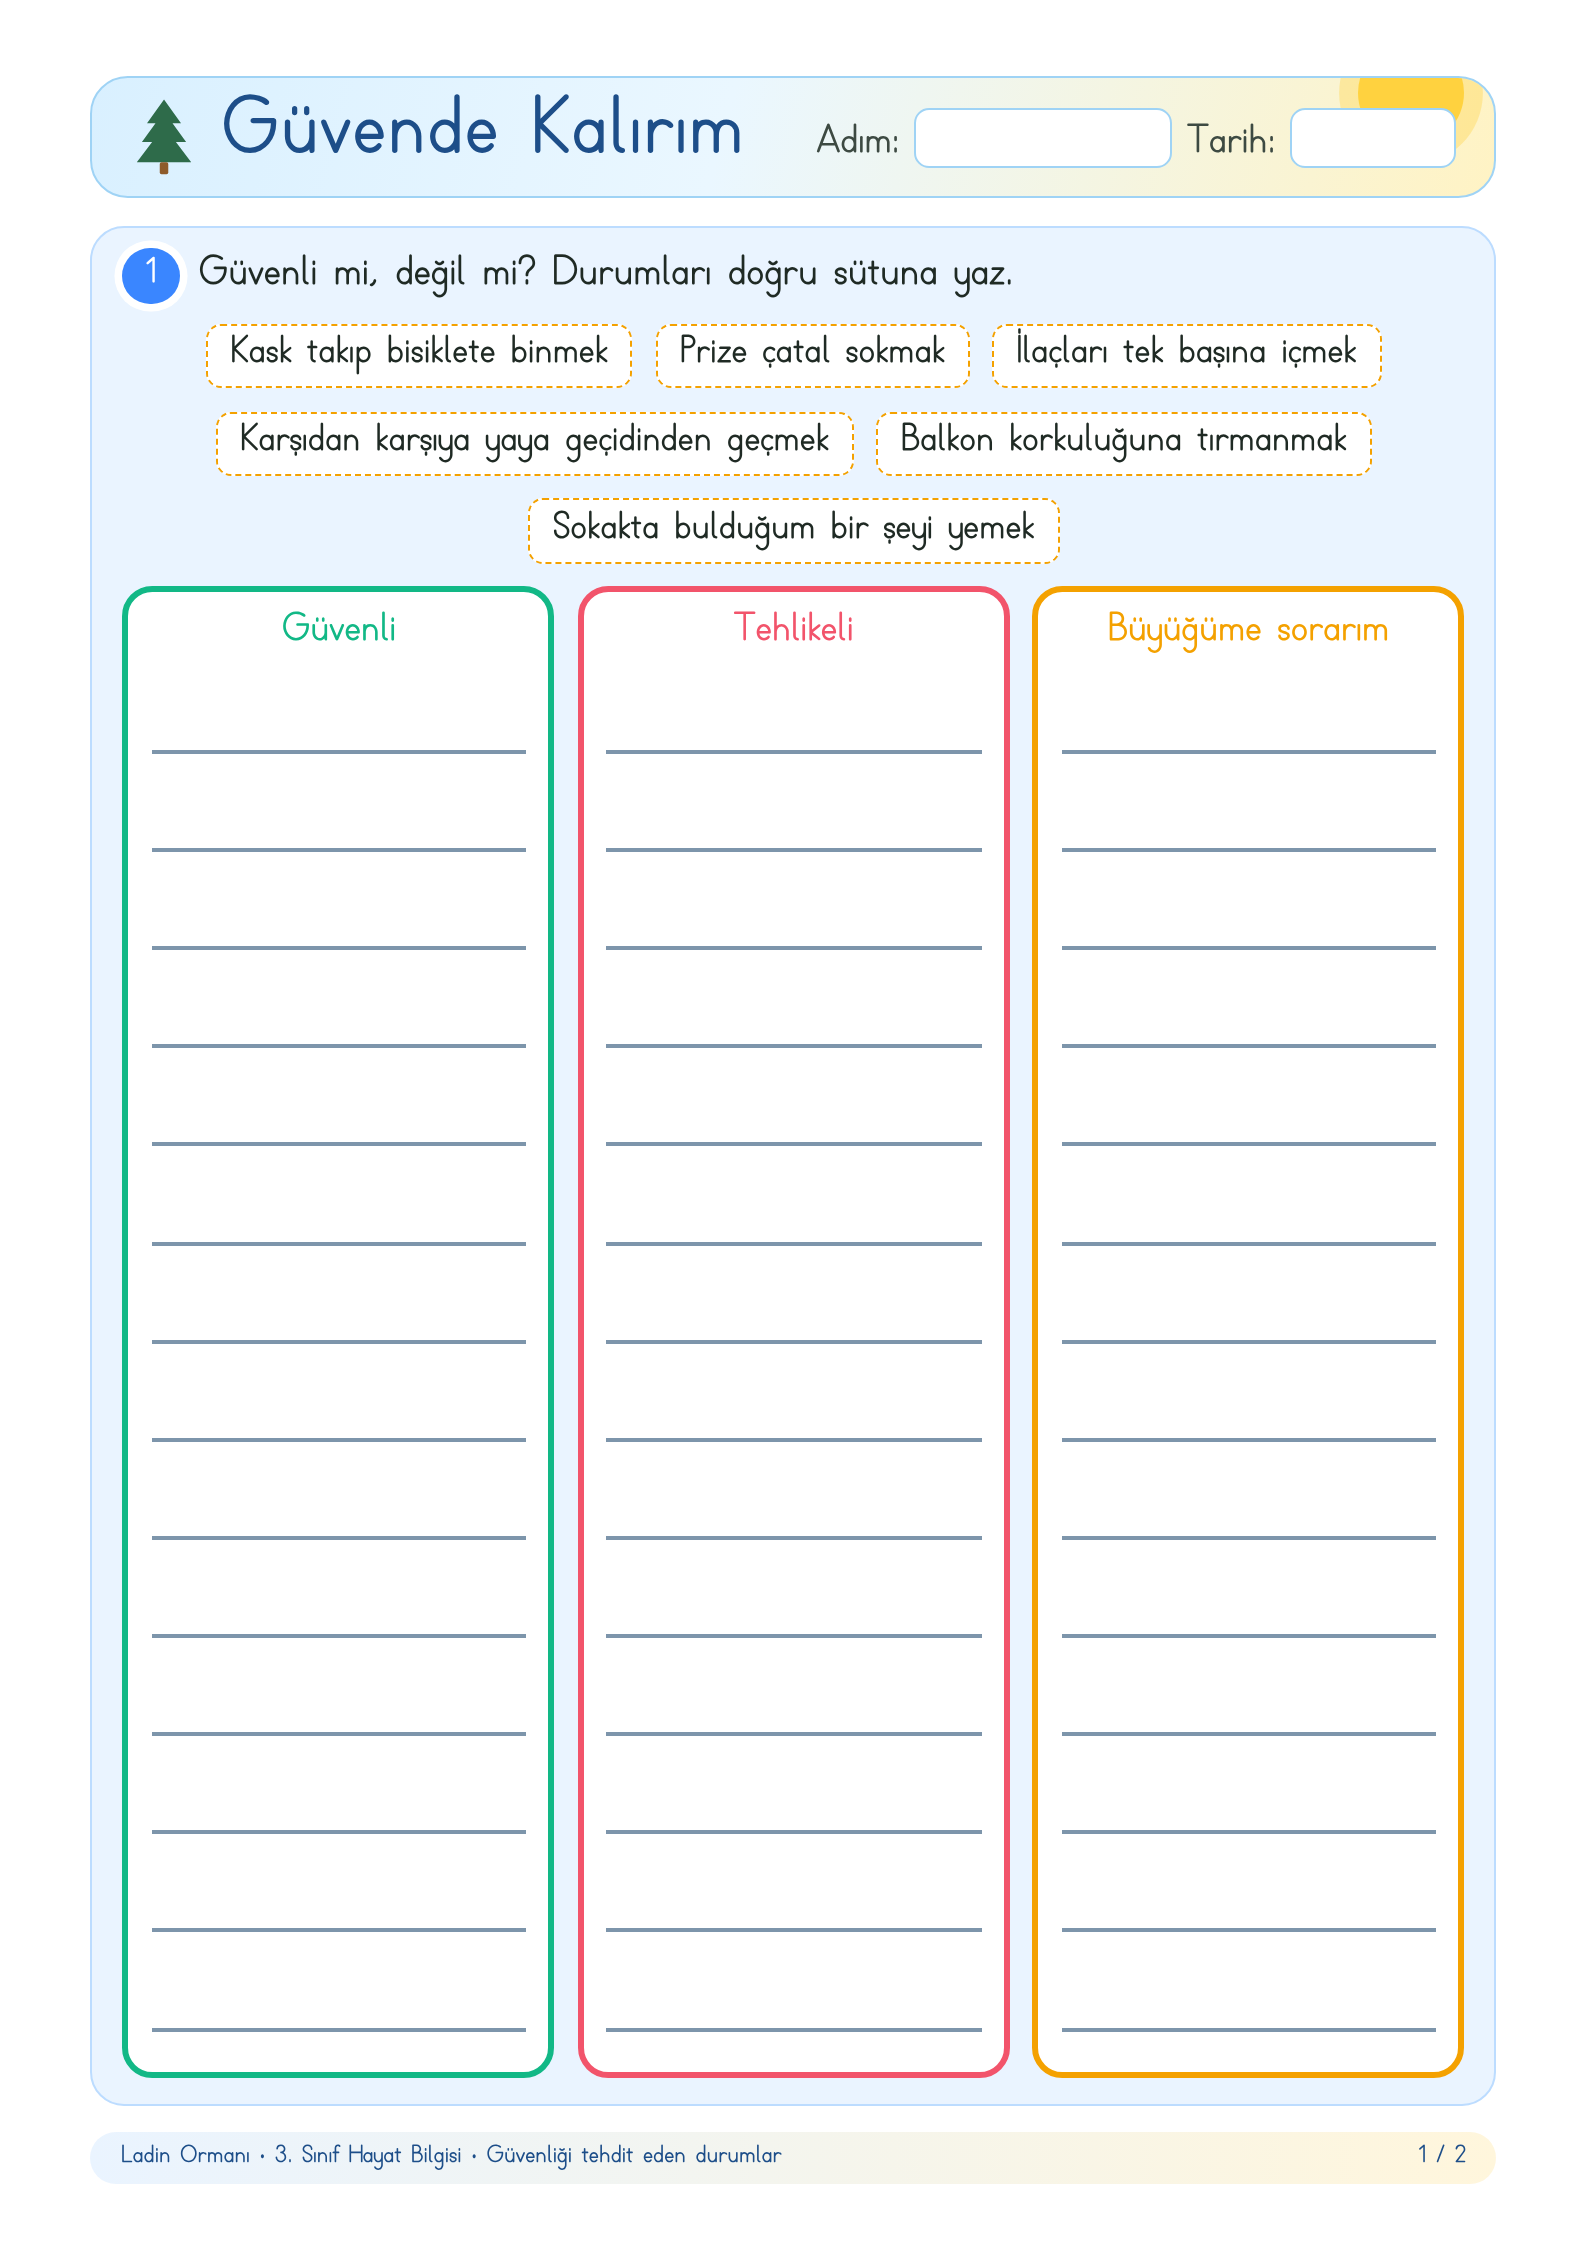 Güvende Kalırım
Adım:
Tarih:
1
Güvenli mi, değil mi? Durumları doğru sütuna yaz.
Kask takıp bisiklete binmek
Prize çatal sokmak
İlaçları tek başına içmek
Karşıdan karşıya yaya geçidinden geçmek
Balkon korkuluğuna tırmanmak
Sokakta bulduğum bir şeyi yemek
Güvenli
Tehlikeli
Büyüğüme sorarım
Ladin Ormanı • 3. Sınıf Hayat Bilgisi • Güvenliği tehdit eden durumlar
1 / 2